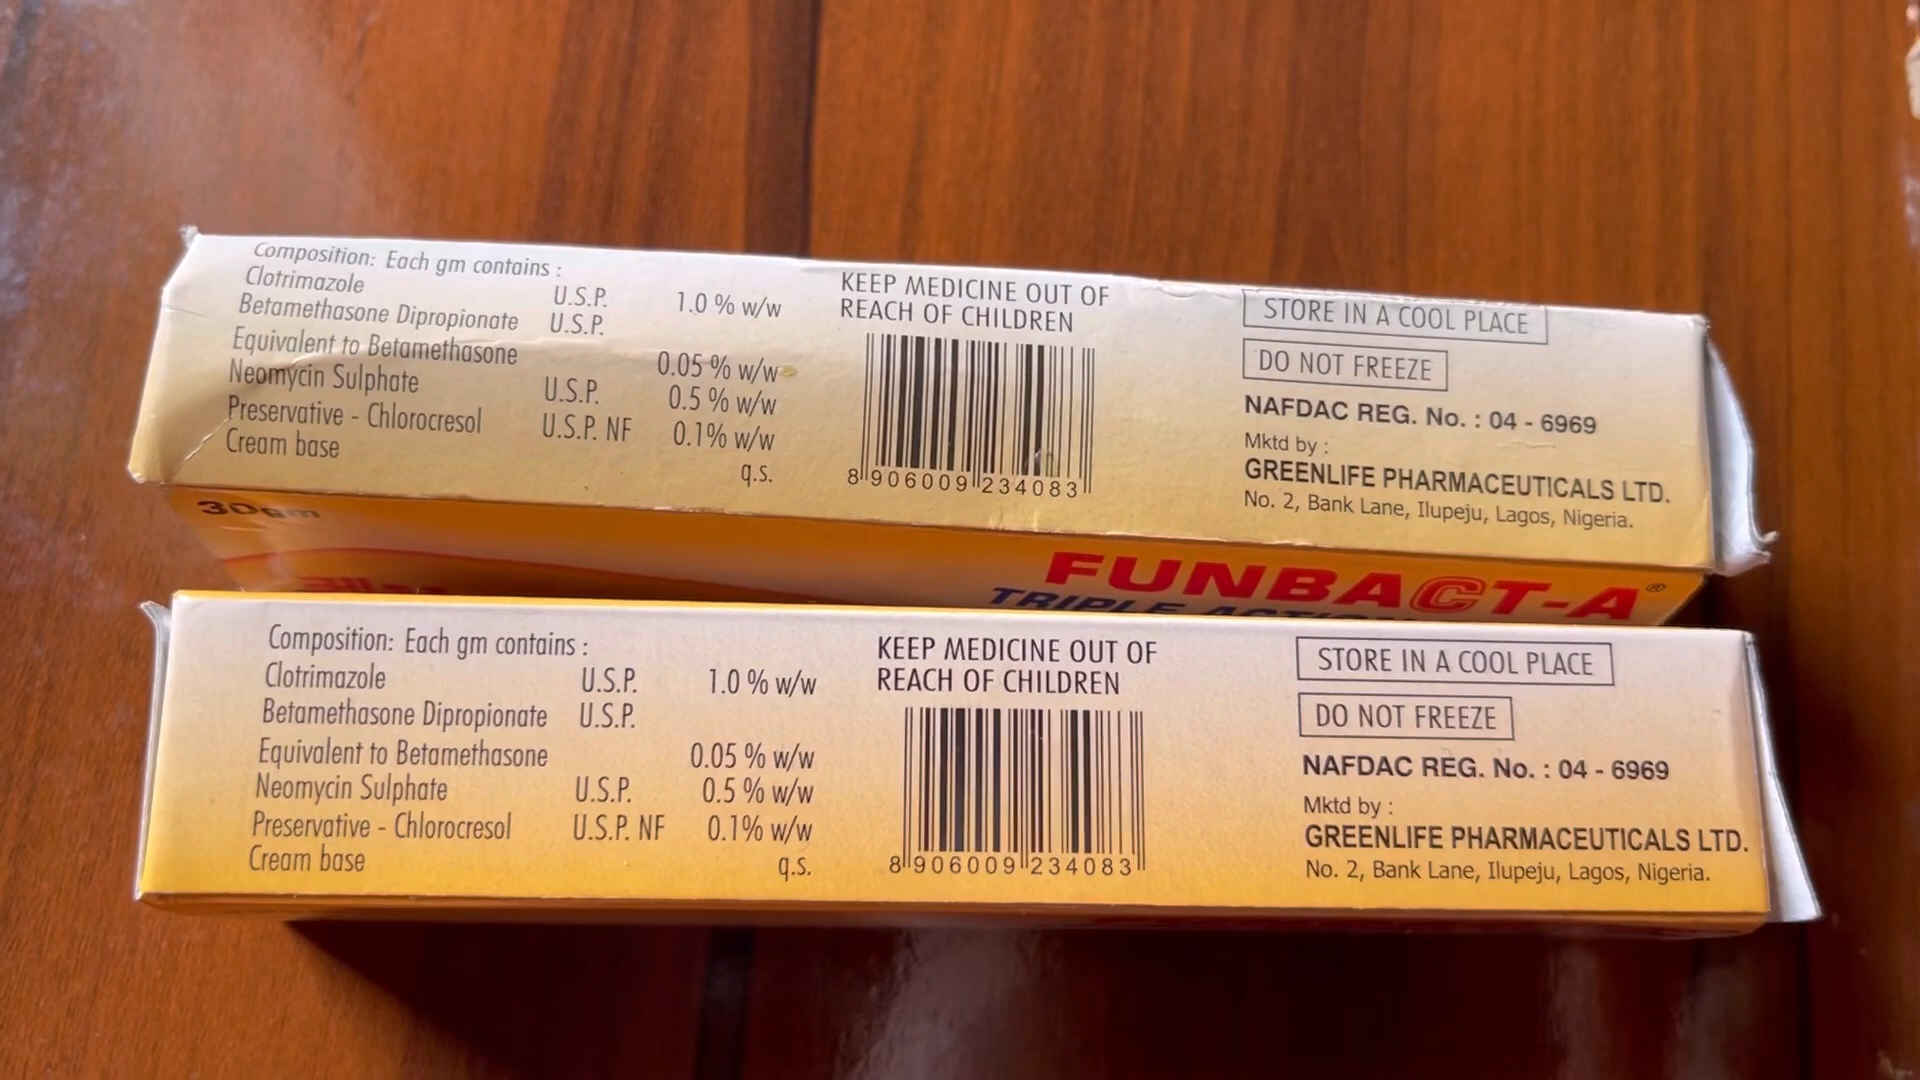 Composition: Each gm contains :
Clotrimazole U.S.P. 1.0 % w/w
Betamethasone Dipropionate U.S.P.
Equivalent to Betamethasone 0.05 % w/w
Neomycin Sulphate U.S.P. 0.5 % w/w
Preservative - Chlorocresol U.S.P. NF 0.1% w/w
Cream base q.s.
KEEP MEDICINE OUT OF
REACH OF CHILDREN
8 906009 234083
STORE IN A COOL PLACE
DO NOT FREEZE
NAFDAC REG. No. : 04 - 6969
Mktd by :
GREENLIFE PHARMACEUTICALS LTD.
No. 2, Bank Lane, Ilupeju, Lagos, Nigeria.
30gm
FUNBACT-A®
TRIPLE ACTION
Composition: Each gm contains :
Clotrimazole U.S.P. 1.0 % w/w
Betamethasone Dipropionate U.S.P.
Equivalent to Betamethasone 0.05 % w/w
Neomycin Sulphate U.S.P. 0.5 % w/w
Preservative - Chlorocresol U.S.P. NF 0.1% w/w
Cream base q.s.
KEEP MEDICINE OUT OF
REACH OF CHILDREN
8 906009 234083
STORE IN A COOL PLACE
DO NOT FREEZE
NAFDAC REG. No. : 04 - 6969
Mktd by :
GREENLIFE PHARMACEUTICALS LTD.
No. 2, Bank Lane, Ilupeju, Lagos, Nigeria.